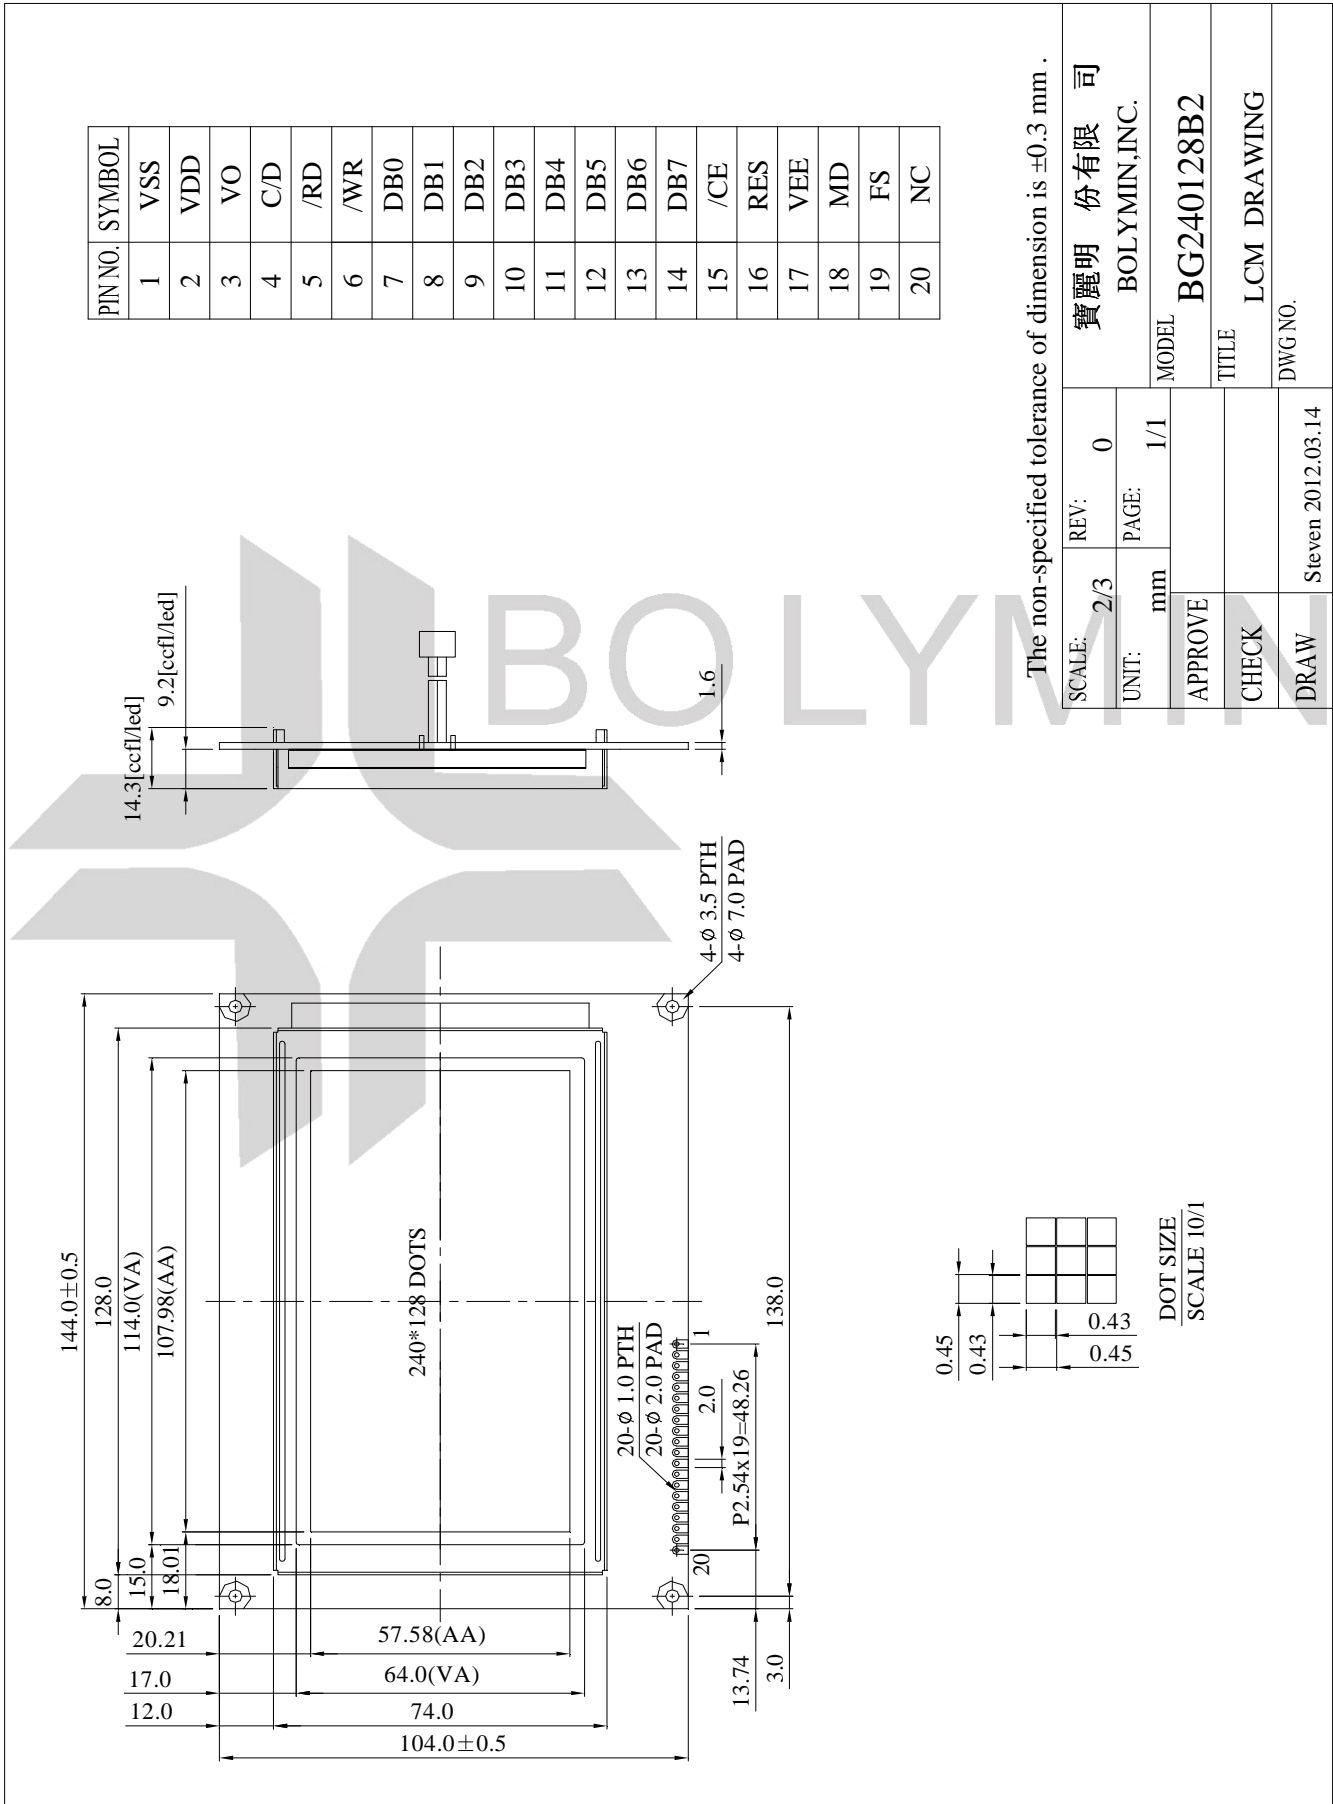 PIN NO. SYMBOL
1 VSS
2 VDD
3 VO
4 C/D
5 /RD
6 /WR
7 DB0
8 DB1
9 DB2
10 DB3
11 DB4
12 DB5
13 DB6
14 DB7
15 /CE
16 RES
17 VEE
18 MD
19 FS
20 NC
14.3[ccfl/led]
9.2[ccfl/led]
1.6
BOLYMIN
4-Ø 3.5 PTH
4-Ø 7.0 PAD
144.0±0.5
128.0
114.0(VA)
107.98(AA)
8.0
15.0
18.01
240*128 DOTS
20-Ø 1.0 PTH
20-Ø 2.0 PAD
1
20
2.0
P2.54x19=48.26
138.0
13.74
3.0
20.21
57.58(AA)
17.0
64.0(VA)
12.0
74.0
104.0±0.5
0.45
0.43
0.43
0.45
DOT SIZE
SCALE 10/1
The non-specified tolerance of dimension is ±0.3 mm .
SCALE: 2/3
REV: 0
UNIT: mm
PAGE: 1/1
寶麗明 份有限 司
BOLYMIN,INC.
MODEL
BG240128B2
TITLE
LCM DRAWING
DWG NO.
APPROVE
CHECK
DRAW Steven 2012.03.14